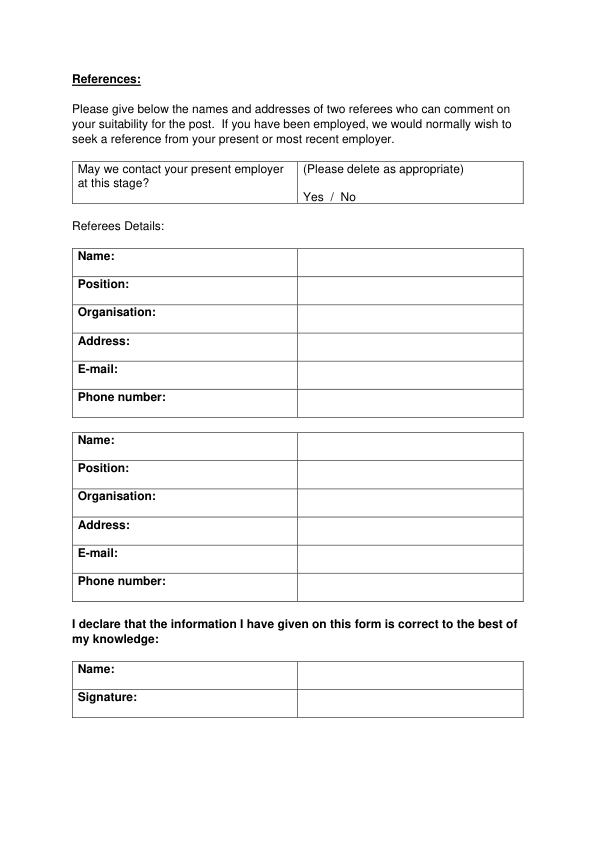 References:
Please give below the names and addresses of two referees who can comment on
your suitability for the post.  If you have been employed, we would normally wish to
seek a reference from your present or most recent employer.
May we contact your present employer
at this stage?
(Please delete as appropriate)
Yes  /  No
Referees Details:
Name:
Position:
Organisation:
Address:
E-mail:
Phone number:
Name:
Position:
Organisation:
Address:
E-mail:
Phone number:
I declare that the information I have given on this form is correct to the best of
my knowledge:
Name:
Signature: